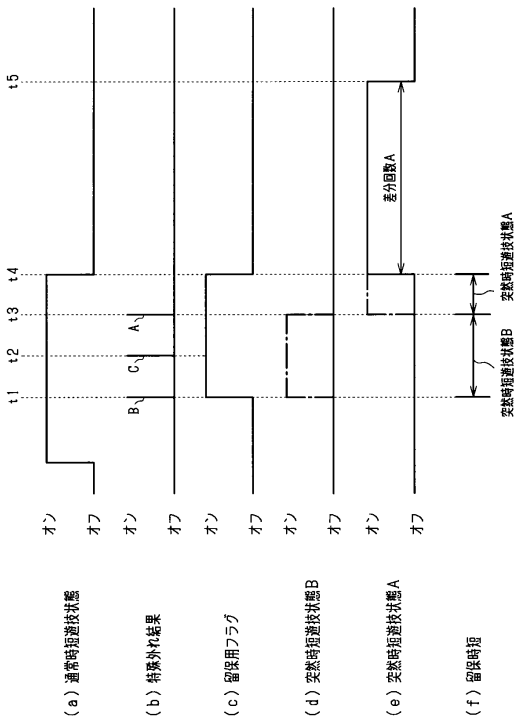 t1 t2 t3 t4 t5
(a) 通常時短遊技状態
オン
オフ
(b) 特殊外れ結果
オン
オフ
B
C
A
(c) 留保用フラグ
オン
オフ
(d) 突然時短遊技状態B
オン
オフ
(e) 突然時短遊技状態A
オン
オフ
差分回数A
(f) 留保時短
突然時短遊技状態B
突然時短遊技状態A